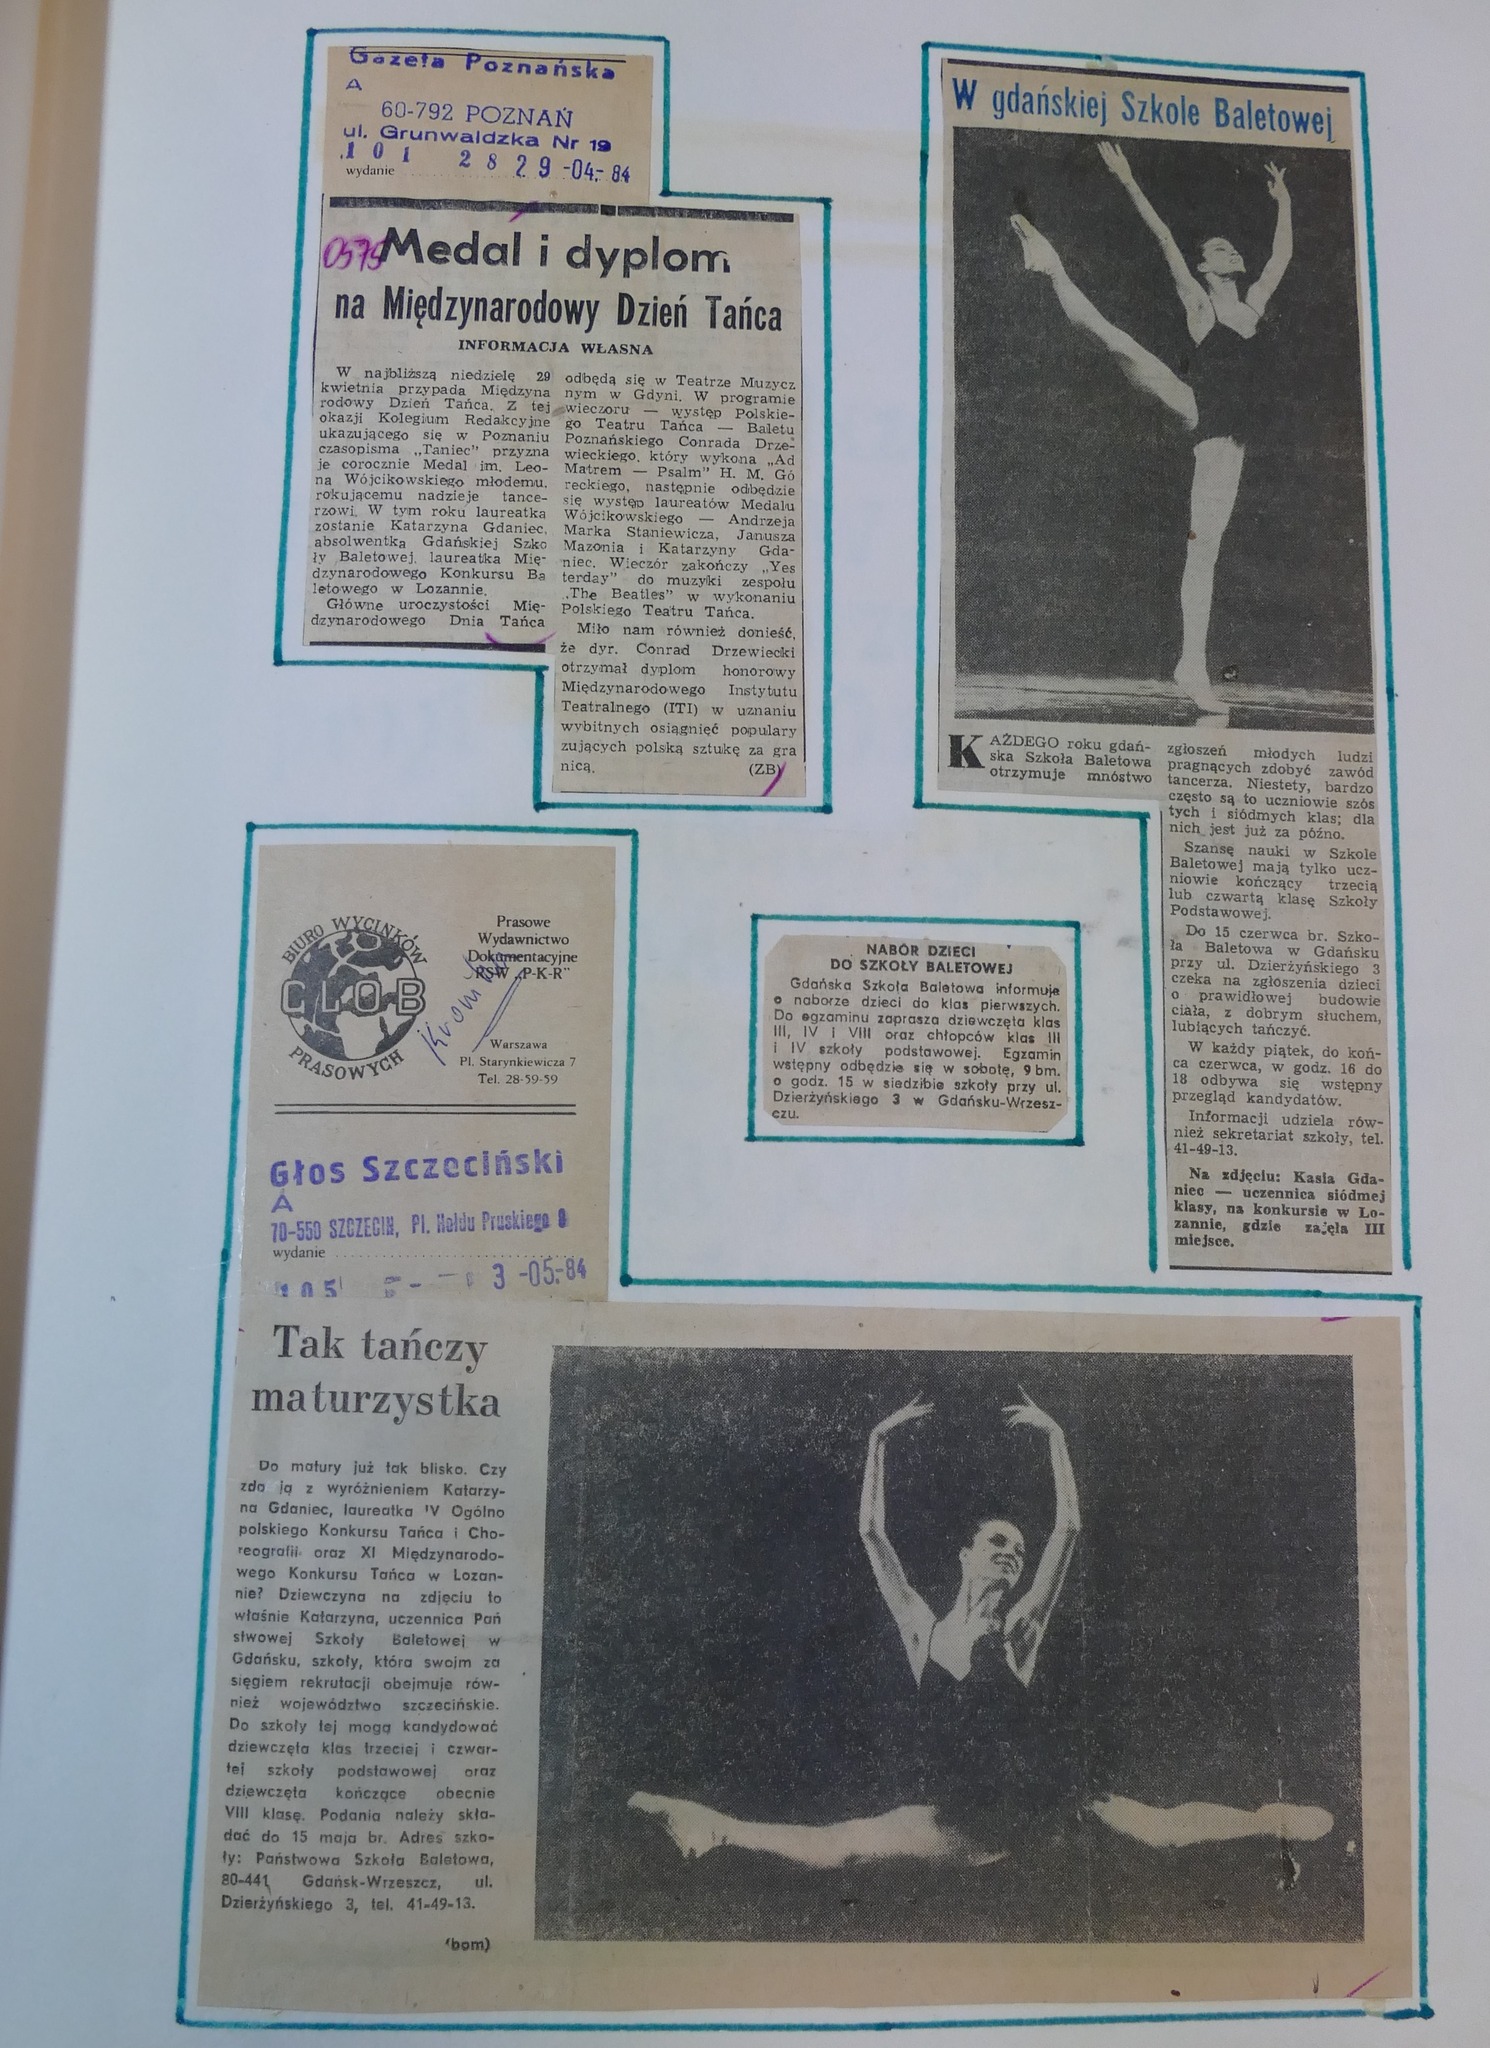 Gazeta Poznańska
A
60-792 POZNAŃ
ul. Grunwaldzka Nr 19
101 28 29 -04.- 84
wydanie
0575
Medal i dyplom
na Międzynarodowy Dzień Tańca
INFORMACJA WŁASNA
W najbliższą niedzielę 29
kwietnia przypada Międzyna
rodowy Dzień Tańca. Z tej
okazji Kolegium Redakcyjne
ukazującego się w Poznaniu
czasopisma „Taniec" przyzna
je corocznie Medal im. Leo-
na Wójcikowskiego młodemu,
rokującemu nadzieje tance-
rzowi. W tym roku laureatka
zostanie Katarzyna Gdaniec,
absolwentką Gdańskiej Szko
ły Baletowej, laureatka Mię-
dzynarodowego Konkursu Ba
letowego w Lozannie.
Główne uroczystości Mię-
dzynarodowego Dnia Tańca
odbędą się w Teatrze Muzycz
nym w Gdyni. W programie
wieczoru — występ Polskie-
go Teatru Tańca — Baletu
Poznańskiego Conrada Drze-
wieckiego, który wykona „Ad
Matrem — Psalm" H. M. Gó
reckiego, następnie odbędzie
się występ laureatów Medalu
Wójcikowskiego — Andrzeja
Marka Staniewicza, Janusza
Mazonia i Katarzyny Gda-
niec. Wieczór zakończy „Yes
terday" do muzyki zespołu
„The Beatles" w wykonaniu
Polskiego Teatru Tańca.
Miło nam również donieść,
że dyr. Conrad Drzewiecki
otrzymał dyplom honorowy
Międzynarodowego Instytutu
Teatralnego (ITI) w uznaniu
wybitnych osiągnięć populary
zujących polską sztukę za gra
nicą. (ZB)
W gdańskiej Szkole Baletowej
KAŻDEGO roku gdań-
ska Szkoła Baletowa
otrzymuje mnóstwo
zgłoszeń młodych ludzi
pragnących zdobyć zawód
tancerza. Niestety, bardzo
często są to uczniowie szós
tych i siódmych klas; dla
nich jest już za późno.
Szansę nauki w Szkole
Baletowej mają tylko ucz-
niowie kończący trzecią
lub czwartą klasę Szkoły
Podstawowej.
Do 15 czerwca br. Szko-
ła Baletowa w Gdańsku
przy ul. Dzierżyńskiego 3
czeka na zgłoszenia dzieci
o prawidłowej budowie
ciała, z dobrym słuchem,
lubiących tańczyć.
W każdy piątek, do koń-
ca czerwca, w godz. 16 do
18 odbywa się wstępny
przegląd kandydatów.
Informacji udziela rów-
nież sekretariat szkoły, tel.
41-49-13.
Na zdjęciu: Kasia Gda-
niec — uczennica siódmej
klasy, na konkursie w Lo-
zannie, gdzie zajęła III
miejsce.
NABÓR DZIECI
DO SZKOŁY BALETOWEJ
Gdańska Szkoła Baletowa informuje
o naborze dzieci do klas pierwszych.
Do egzaminu zaprasza dziewczęta klas
III, IV i VIII oraz chłopców klas III
i IV szkoły podstawowej. Egzamin
wstępny odbędzie się w sobotę, 9 bm.
o godz. 15 w siedzibie szkoły przy ul.
Dzierżyńskiego 3 w Gdańsku-Wrzesz-
czu.
BIURO WYCINKÓW
GLOB
PRASOWYCH
Prasowe
Wydawnictwo
Dokumentacyjne
RSW „P-K-R"
Warszawa
Pl. Starynkiewicza 7
Tel. 28-59-59
Głos Szczeciński
A
70-550 SZCZECIN, Pl. Hołdu Pruskiego 8
wydanie
105 3 -05.- 84
Tak tańczy
maturzystka
Do matury już tak blisko. Czy
zda ją z wyróżnieniem Katarzy-
na Gdaniec, laureatka IV Ogólno
polskiego Konkursu Tańca i Cho-
reografii oraz XI Międzynarodo-
wego Konkursu Tańca w Lozan-
nie? Dziewczyna na zdjęciu to
właśnie Katarzyna, uczennica Pań
stwowej Szkoły Baletowej w
Gdańsku, szkoły, która swoim za
sięgiem rekrutacji obejmuje rów-
nież województwo szczecińskie.
Do szkoły tej mogą kandydować
dziewczęta klas trzeciej i czwar-
tej szkoły podstawowej oraz
dziewczęta kończące obecnie
VIII klasę. Podania należy skła-
dać do 15 maja br. Adres szko-
ły: Państwowa Szkoła Baletowa,
80-441 Gdańsk-Wrzeszcz, ul.
Dzierżyńskiego 3, tel. 41-49-13.
(bom)